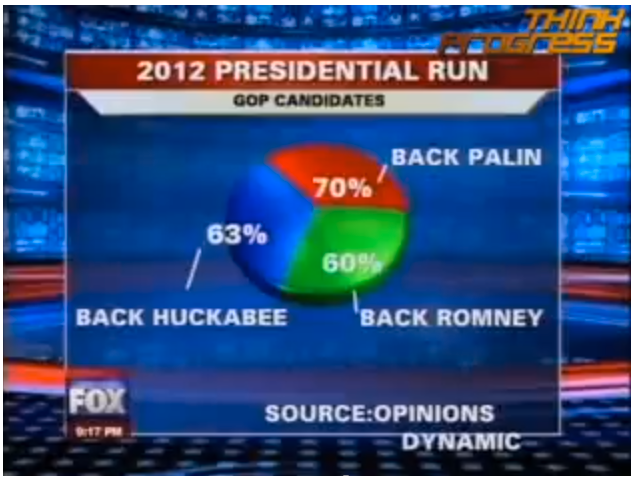 THINK
PROGRESS
2012 PRESIDENTIAL RUN
GOP CANDIDATES
BACK PALIN
70%
63%
60%
BACK HUCKABEE
BACK ROMNEY
FOX
9:17 PM
SOURCE:OPINIONS
DYNAMIC